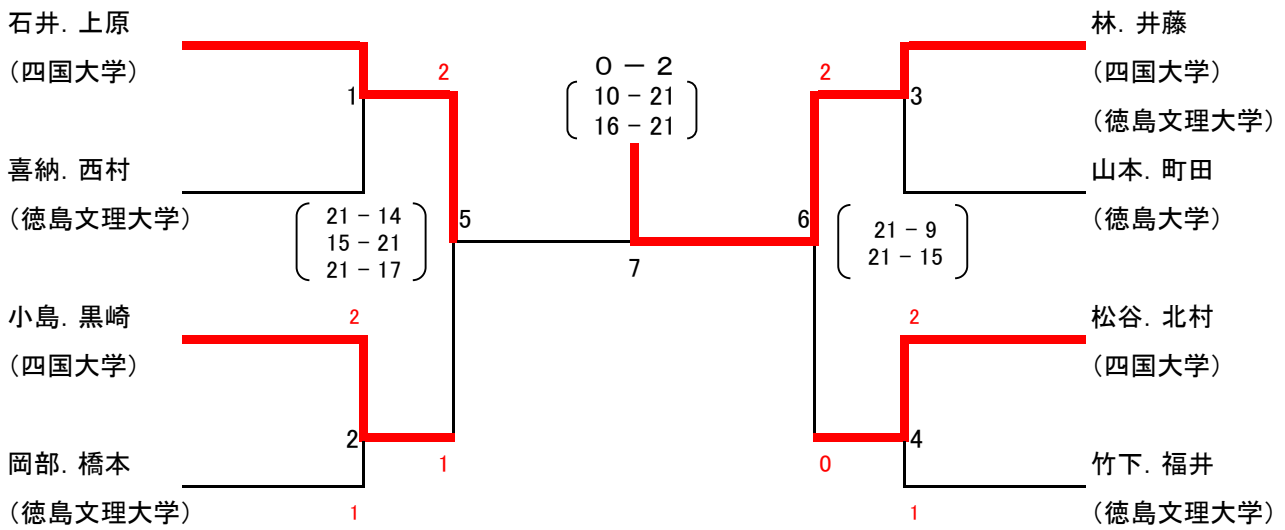 石井．上原
（四国大学）
1
2
喜納．西村
（徳島文理大学）
21 － 14
15 － 21
21 － 17
5
小島．黒崎
（四国大学）
2
2
1
岡部．橋本
（徳島文理大学）
1
0 － 2
10 － 21
16 － 21
7
林．井藤
（四国大学）
（徳島文理大学）
2
3
山本．町田
（徳島大学）
6
21 － 9
21 － 15
松谷．北村
（四国大学）
2
4
0
竹下．福井
（徳島文理大学）
1